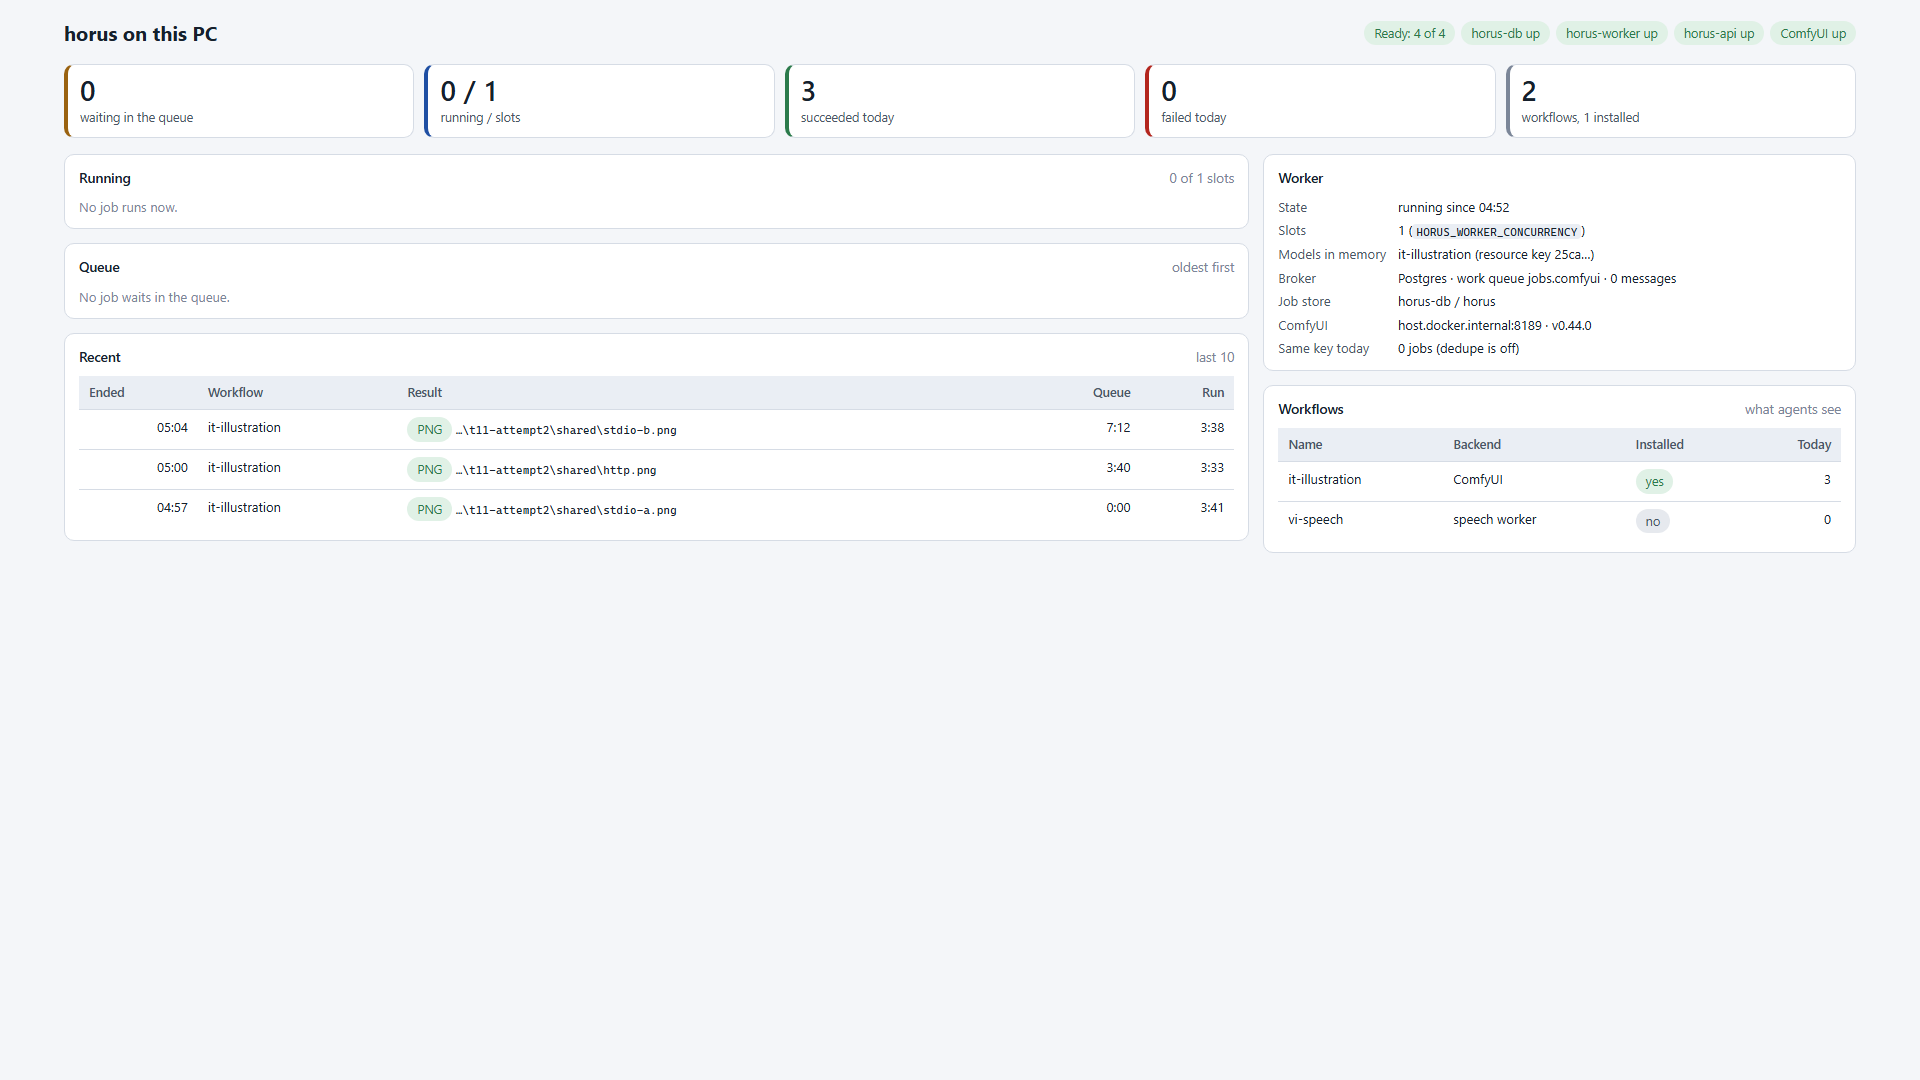 horus on this PC
Ready: 4 of 4 horus-db up horus-worker up horus-api up ComfyUI up
0
waiting in the queue
0 / 1
running / slots
3
succeeded today
0
failed today
2
workflows, 1 installed
Running 0 of 1 slots
No job runs now.
Queue oldest first
No job waits in the queue.
Recent last 10
Ended Workflow Result Queue Run
05:04 it-illustration PNG …\t11-attempt2\shared\stdio-b.png 7:12 3:38
05:00 it-illustration PNG …\t11-attempt2\shared\http.png 3:40 3:33
04:57 it-illustration PNG …\t11-attempt2\shared\stdio-a.png 0:00 3:41
Worker
State running since 04:52
Slots 1 ( HORUS_WORKER_CONCURRENCY )
Models in memory it-illustration (resource key 25ca…)
Broker Postgres · work queue jobs.comfyui · 0 messages
Job store horus-db / horus
ComfyUI host.docker.internal:8189 · v0.44.0
Same key today 0 jobs (dedupe is off)
Workflows what agents see
Name Backend Installed Today
it-illustration ComfyUI yes 3
vi-speech speech worker no 0